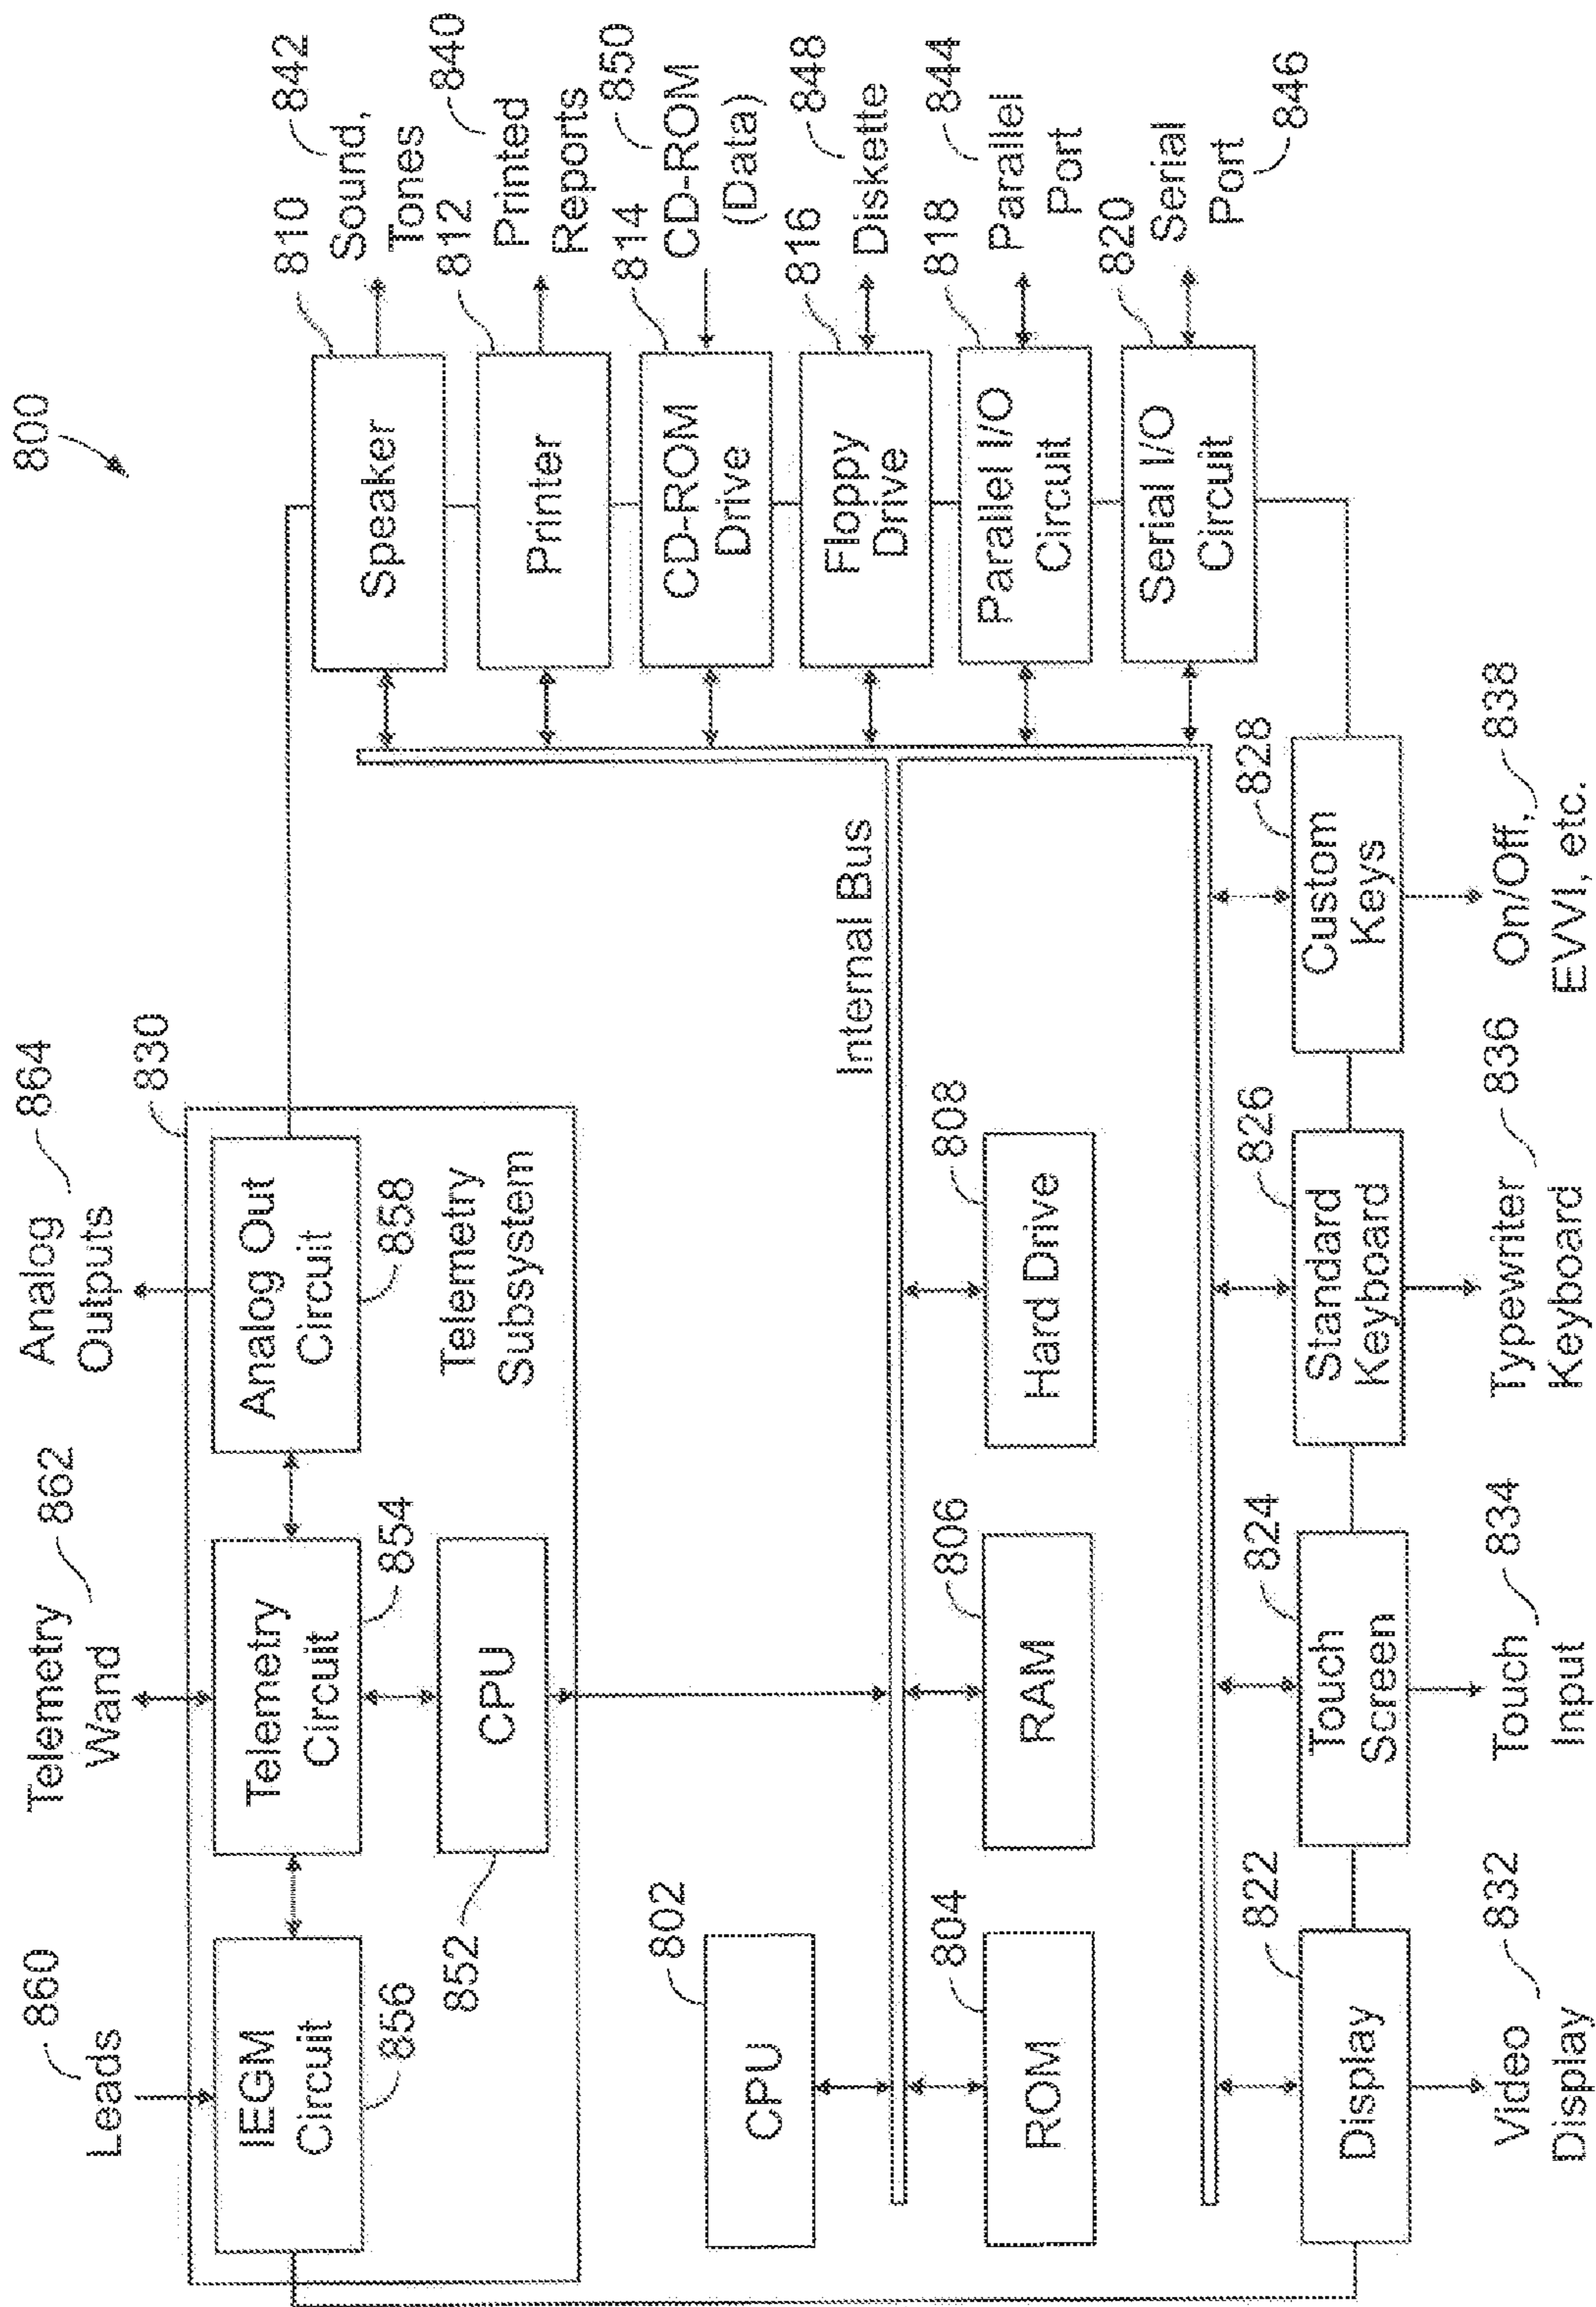 800
Leads
860
Telemetry
Wand
862
Analog
Outputs
864
830
IEGM
Circuit
856
Telemetry
Circuit
854
Analog Out
Circuit
858
CPU
852
Telemetry
Subsystem
CPU
802
Internal Bus
ROM
804
RAM
806
Hard Drive
808
Speaker
810
Sound,
Tones
842
Printer
812
Printed
Reports
840
CD-ROM
Drive
814
CD-ROM
(Data)
850
Floppy
Drive
816
Diskette
848
Parallel I/O
Circuit
818
Parallel
Port
844
Serial I/O
Circuit
820
Serial
Port
846
Display
822
Touch
Screen
824
Standard
Keyboard
826
Custom
Keys
828
Video
Display
832
Touch
Input
834
Typewriter
Keyboard
836
On/Off,
EVVI, etc.
838